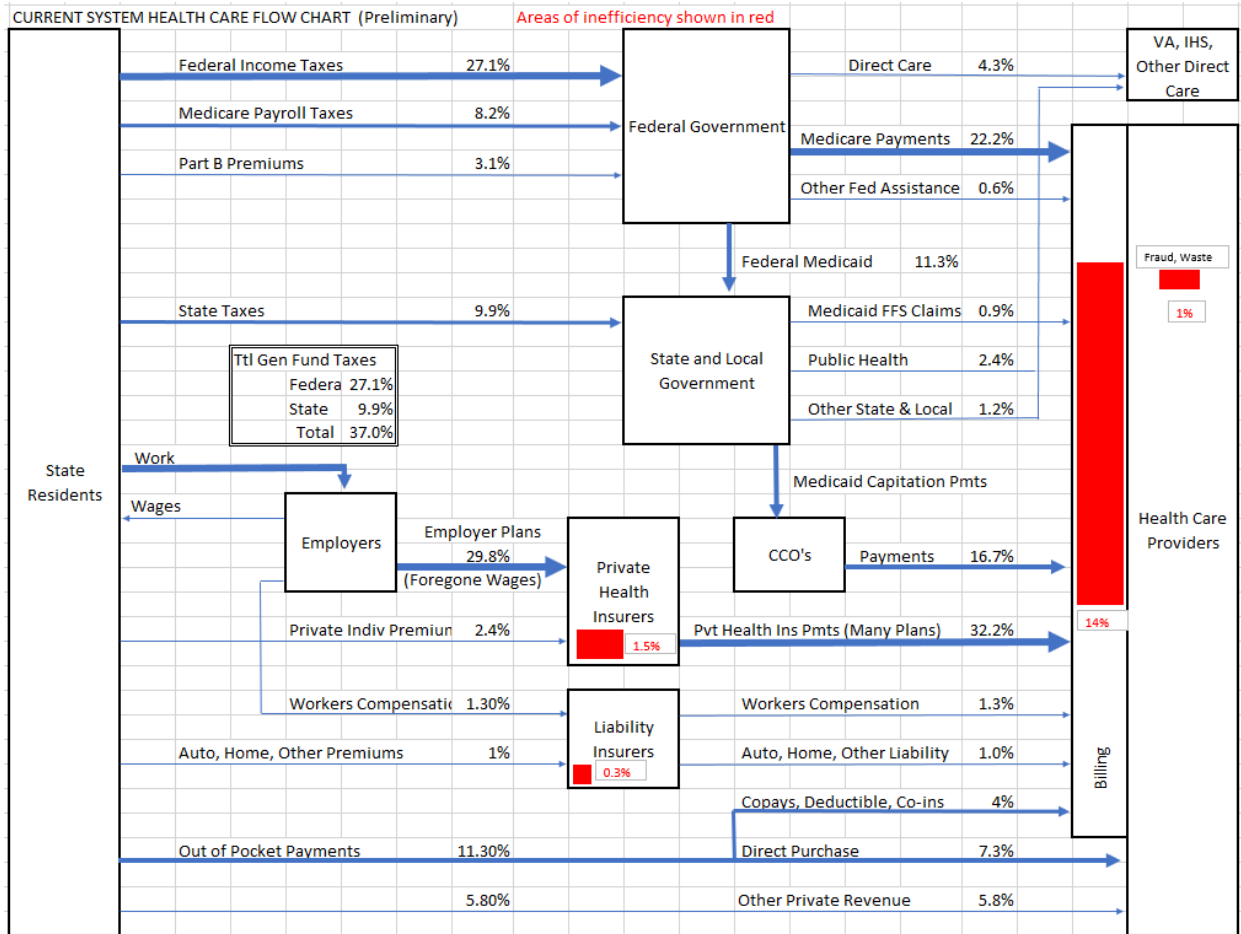 CURRENT SYSTEM HEALTH CARE FLOW CHART (Preliminary) Areas of inefficiency shown in red
VA, IHS,
Other Direct
Care
Federal Income Taxes 27.1%
Direct Care 4.3%
Medicare Payroll Taxes 8.2%
Federal Government
Medicare Payments 22.2%
Part B Premiums 3.1%
Other Fed Assistance 0.6%
Federal Medicaid 11.3%
Fraud, Waste
1%
State Taxes 9.9%
State and Local
Government
Medicaid FFS Claims 0.9%
Public Health 2.4%
Other State & Local 1.2%
Ttl Gen Fund Taxes
Federa 27.1%
State 9.9%
Total 37.0%
State
Residents
Work
Wages
Employers
Employer Plans
29.8%
(Foregone Wages)
Medicaid Capitation Pmts
CCO's
Payments 16.7%
Health Care
Providers
Private
Health
Insurers
1.5%
Private Indiv Premiun 2.4%
Pvt Health Ins Pmts (Many Plans) 32.2%
14%
Workers Compensatic 1.30%
Liability
Insurers
0.3%
Workers Compensation 1.3%
Auto, Home, Other Premiums 1%
Auto, Home, Other Liability 1.0%
Billing
Copays, Deductible, Co-ins 4%
Out of Pocket Payments 11.30%
Direct Purchase 7.3%
5.80%
Other Private Revenue 5.8%